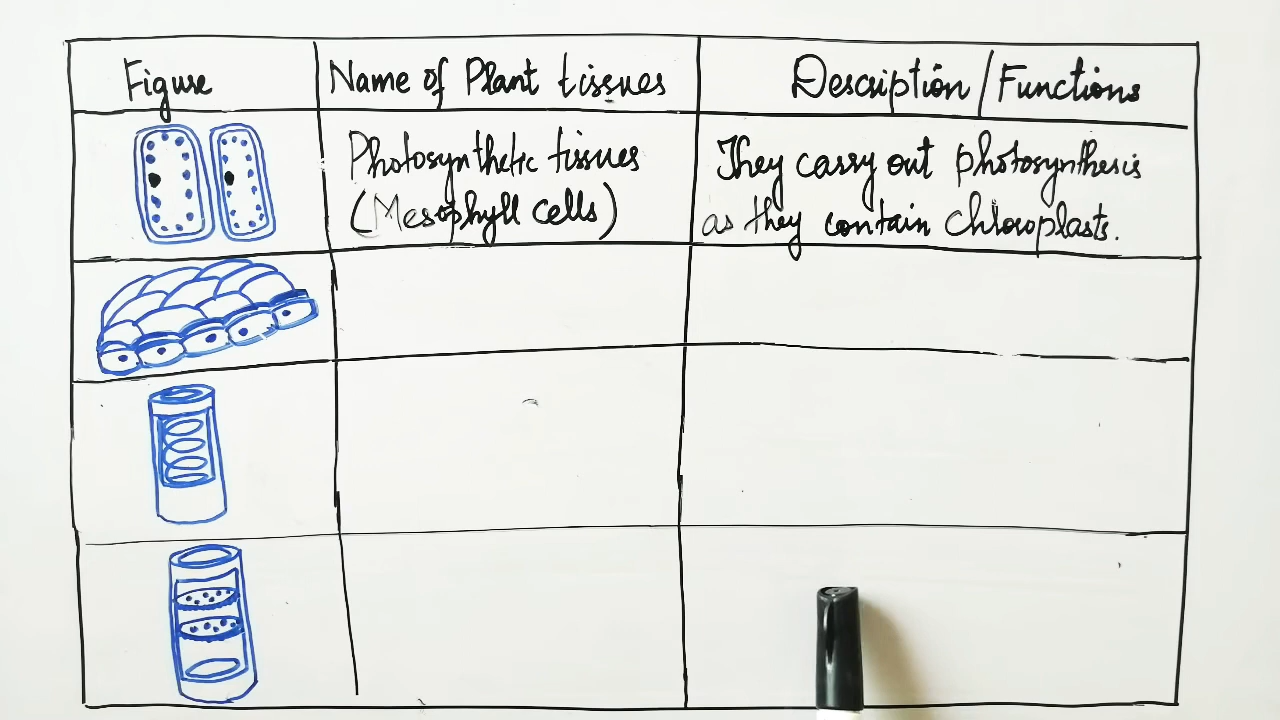 Figure
Name of Plant tissues
Description/Functions
Photosynthetic tissues
(Mesophyll cells)
They carry out photosynthesis
as they contain chloroplasts.